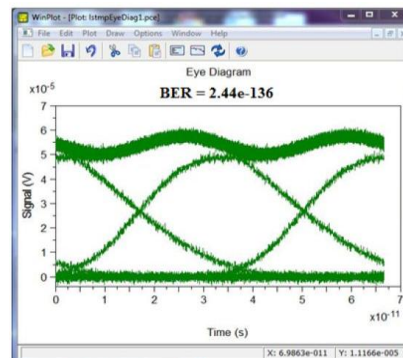 WinPlot - [Plot: lstmpEyeDiag1.pce]
File Edit Plot Draw Options Window Help
Eye Diagram
BER = 2.44e-136
x10⁻⁵
7
6
5
4
3
2
1
0
Signal (V)
0 1 2 3 4 5 6 7
x10⁻¹¹
Time (s)
X: 6.9863e-011 Y: 1.1166e-005